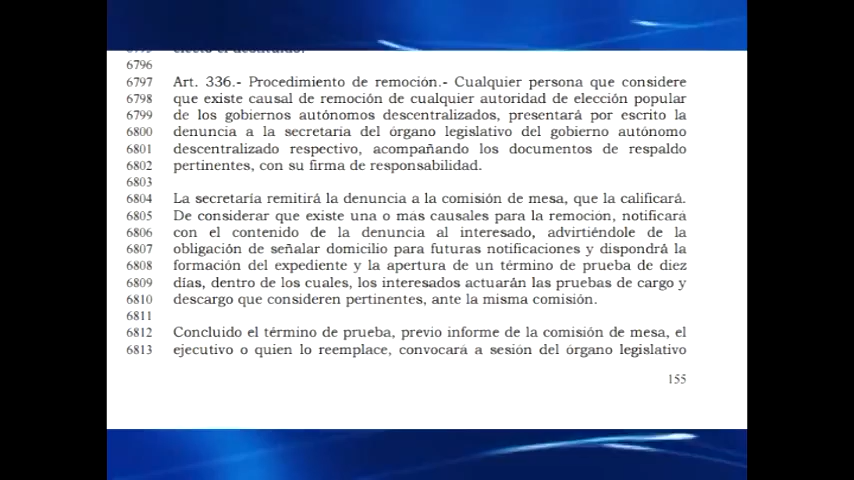 efecto el destituido.
6796
6797 Art. 336.- Procedimiento de remoción.- Cualquier persona que considere
6798 que existe causal de remoción de cualquier autoridad de elección popular
6799 de los gobiernos autónomos descentralizados, presentará por escrito la
6800 denuncia a la secretaría del órgano legislativo del gobierno autónomo
6801 descentralizado respectivo, acompañando los documentos de respaldo
6802 pertinentes, con su firma de responsabilidad.
6803
6804 La secretaría remitirá la denuncia a la comisión de mesa, que la calificará.
6805 De considerar que existe una o más causales para la remoción, notificará
6806 con el contenido de la denuncia al interesado, advirtiéndole de la
6807 obligación de señalar domicilio para futuras notificaciones y dispondrá la
6808 formación del expediente y la apertura de un término de prueba de diez
6809 días, dentro de los cuales, los interesados actuarán las pruebas de cargo y
6810 descargo que consideren pertinentes, ante la misma comisión.
6811
6812 Concluido el término de prueba, previo informe de la comisión de mesa, el
6813 ejecutivo o quien lo reemplace, convocará a sesión del órgano legislativo
155